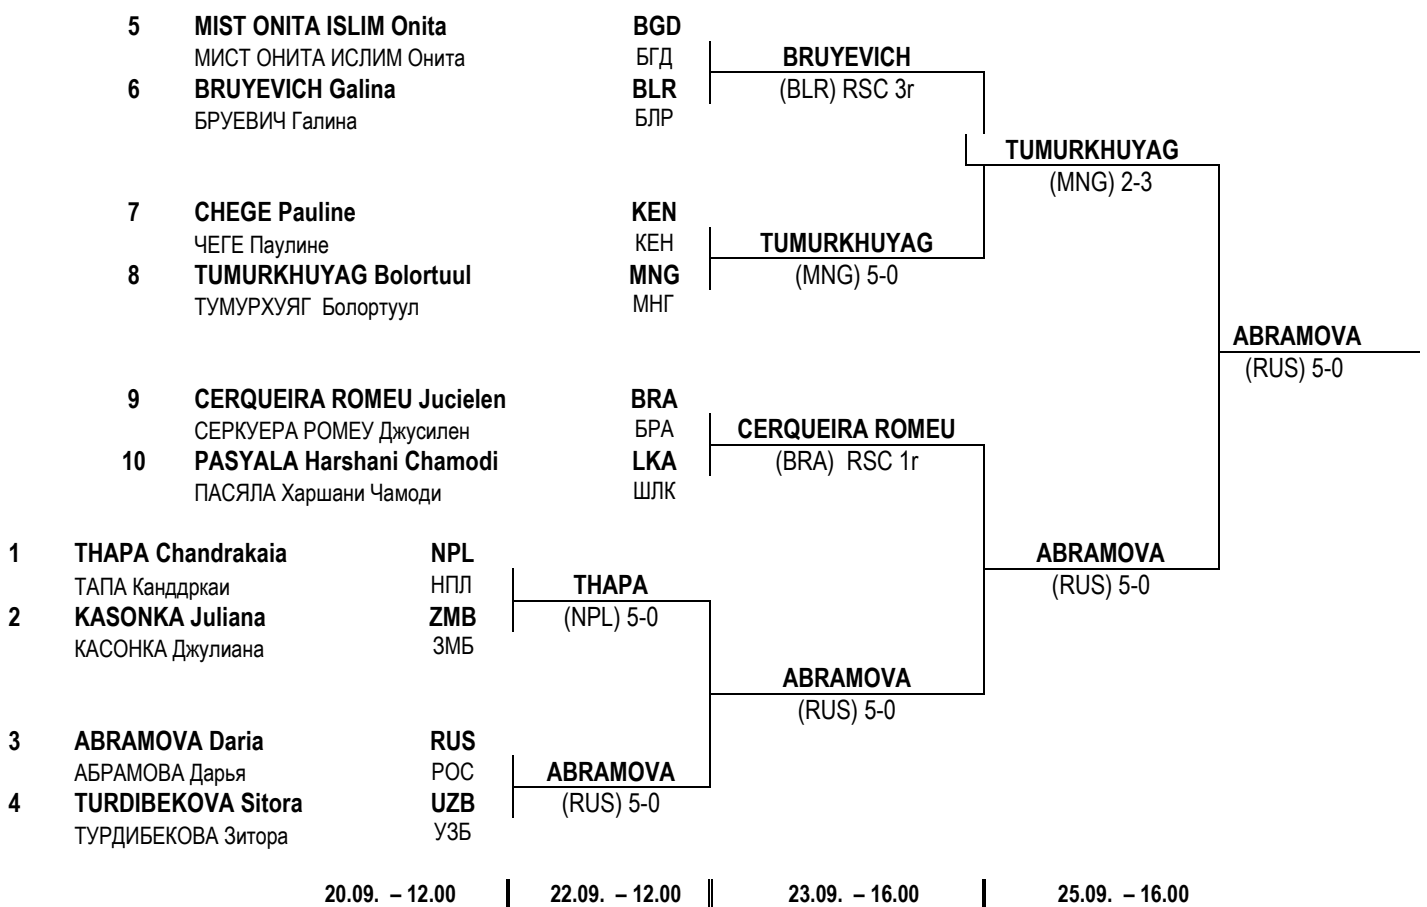 5 MIST ONITA ISLIM Onita BGD
МИСТ ОНИТА ИСЛИМ Онита БГД BRUYEVICH
6 BRUYEVICH Galina BLR (BLR) RSC 3r
БРУЕВИЧ Галина БЛР
TUMURKHUYAG
(MNG) 2-3
7 CHEGE Pauline KEN
ЧЕГЕ Паулине КЕН TUMURKHUYAG
8 TUMURKHUYAG Bolortuul MNG (MNG) 5-0
ТУМУРХУЯГ Болортуул МНГ
ABRAMOVA
(RUS) 5-0
9 CERQUEIRA ROMEU Jucielen BRA
СЕРКУЕРА РОМЕУ Джусилен БРА CERQUEIRA ROMEU
10 PASYALA Harshani Chamodi LKA (BRA) RSC 1r
ПАСЯЛА Харшани Чамоди ШЛК
1 THAPA Chandrakaia NPL ABRAMOVA
ТАПА Канддркаи НПЛ THAPA (RUS) 5-0
2 KASONKA Juliana ZMB (NPL) 5-0
КАСОНКА Джулиана ЗМБ
ABRAMOVA
(RUS) 5-0
3 ABRAMOVA Daria RUS
АБРАМОВА Дарья РОС ABRAMOVA
4 TURDIBEKOVA Sitora UZB (RUS) 5-0
ТУРДИБЕКОВА Зитора УЗБ
20.09. – 12.00 22.09. – 12.00 23.09. – 16.00 25.09. – 16.00